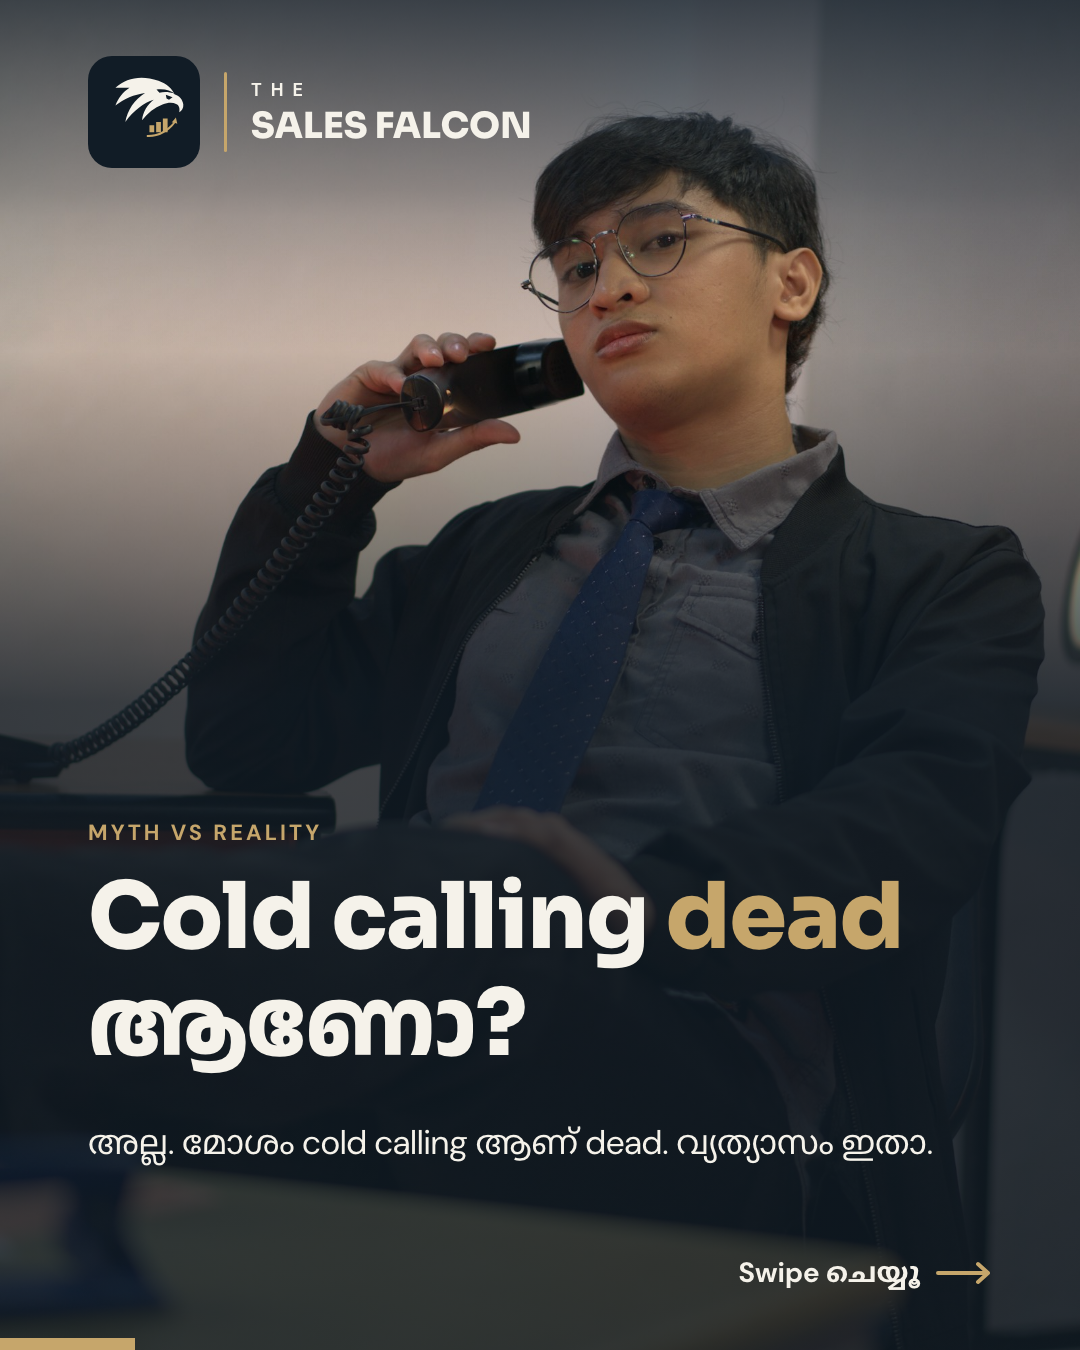 THE
SALES FALCON
MYTH VS REALITY
Cold calling dead
ആണോ?
അല്ല. മോശം cold calling ആണ് dead. വ്യത്യാസം ഇതാ.
Swipe ചെയ്യൂ